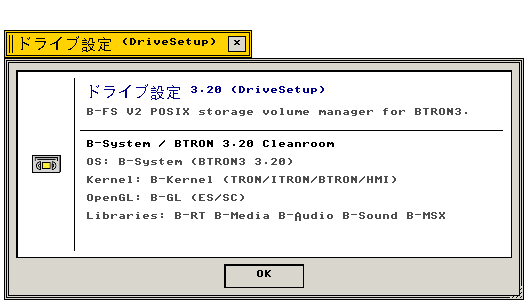 ドライブ設定 (DriveSetup)
ドライブ設定 3.20 (DriveSetup)
B-FS V2 POSIX storage volume manager for BTRON3.
B-System / BTRON 3.20 Cleanroom
OS: B-System (BTRON3 3.20)
Kernel: B-Kernel (TRON/ITRON/BTRON/HMI)
OpenGL: B-GL (ES/SC)
Libraries: B-RT B-Media B-Audio B-Sound B-MSX
OK